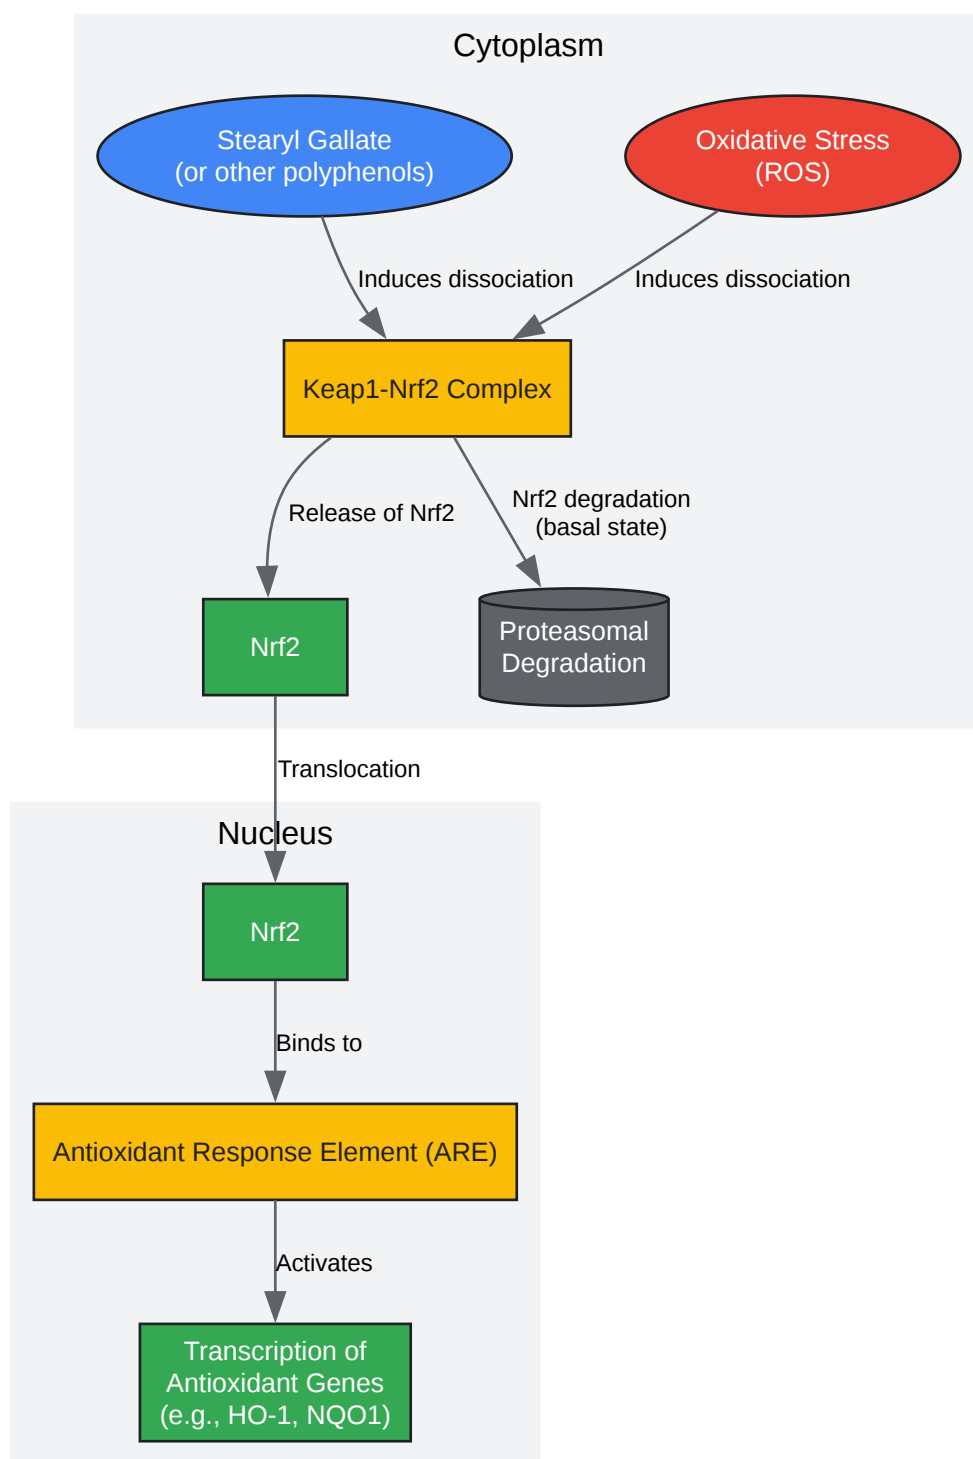 Cytoplasm
Stearyl Gallate
(or other polyphenols)
Oxidative Stress
(ROS)
Induces dissociation
Induces dissociation
Keap1-Nrf2 Complex
Release of Nrf2
Nrf2 degradation
(basal state)
Nrf2
Proteasomal
Degradation
Translocation
Nucleus
Nrf2
Binds to
Antioxidant Response Element (ARE)
Activates
Transcription of
Antioxidant Genes
(e.g., HO-1, NQO1)